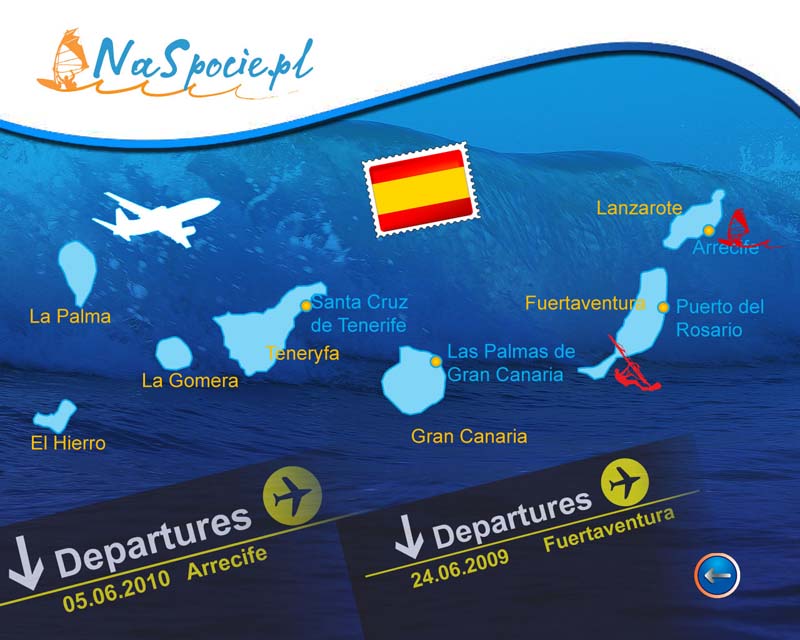 NaSpocie.pl
Lanzarote
Arrecife
La Palma
Santa Cruz
de Tenerife
Fuertaventura
Puerto del
Rosario
Teneryfa
La Gomera
Las Palmas de
Gran Canaria
El Hierro
Gran Canaria
Departures
05.06.2010 Arrecife
Departures
24.06.2009 Fuertaventura